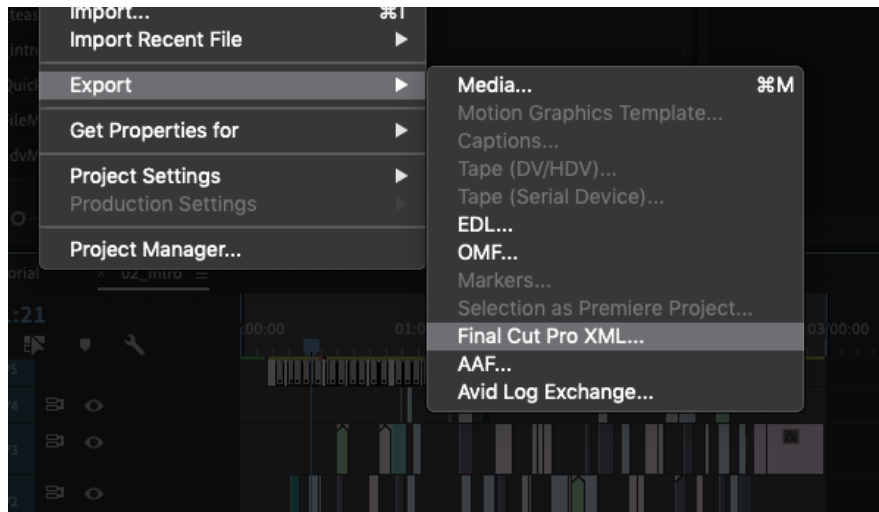 Import... ⌘I
Import Recent File
Export
Get Properties for
Project Settings
Production Settings
Project Manager...
Media... ⌘M
Motion Graphics Template...
Captions...
Tape (DV/HDV)...
Tape (Serial Device)...
EDL...
OMF...
Markers...
Selection as Premiere Project...
Final Cut Pro XML...
AAF...
Avid Log Exchange...
02_Intro
:21
:00:00
01:0
03:00:00
fx